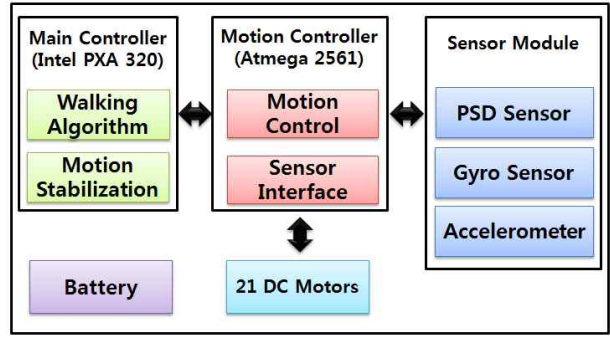 Main Controller
(Intel PXA 320)
Walking
Algorithm
Motion
Stabilization
Motion Controller
(Atmega 2561)
Motion
Control
Sensor
Interface
Sensor Module
PSD Sensor
Gyro Sensor
Accelerometer
Battery
21 DC Motors